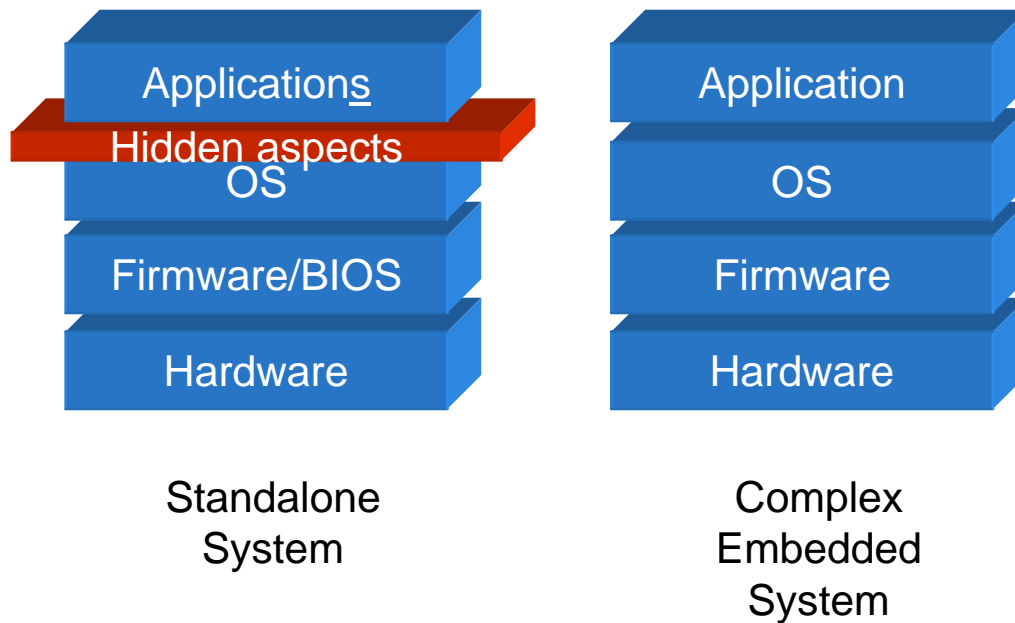 Applications
Hidden aspects
OS
Firmware/BIOS
Hardware
Standalone
System
Application
OS
Firmware
Hardware
Complex
Embedded
System